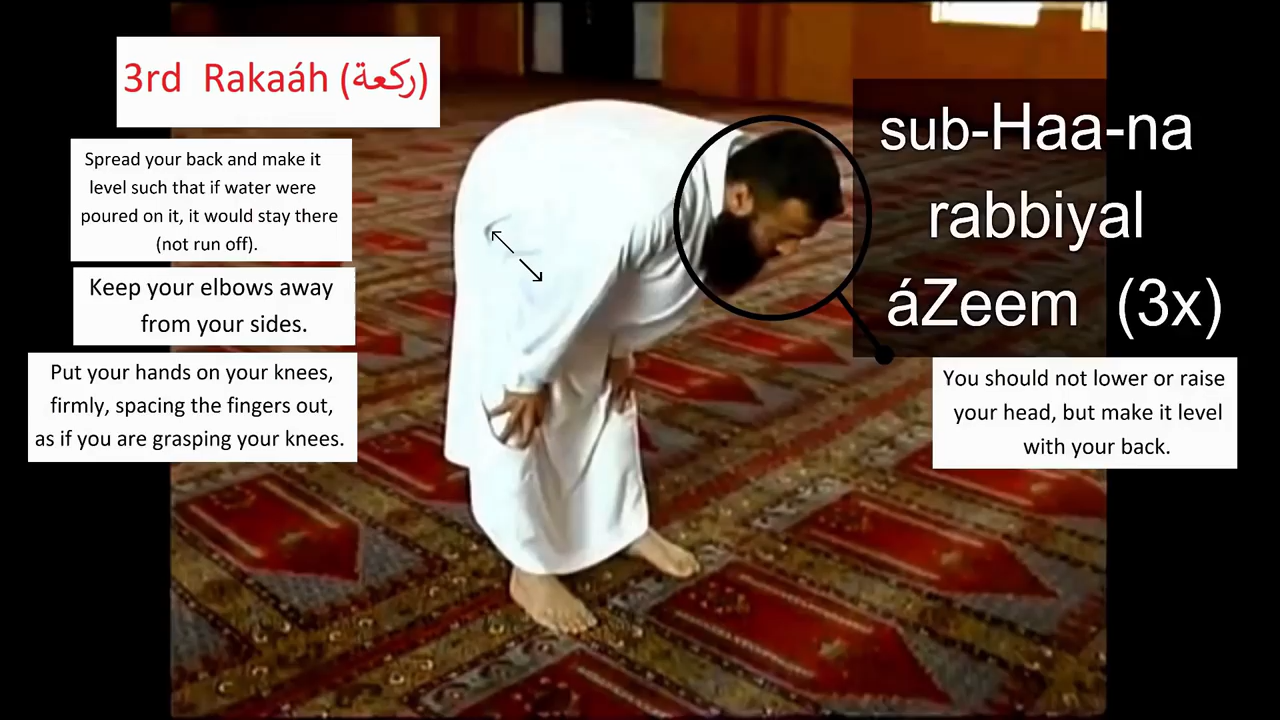 3rd Rakaáh (ركعة)
Spread your back and make it
level such that if water were
poured on it, it would stay there
(not run off).
Keep your elbows away
from your sides.
Put your hands on your knees,
firmly, spacing the fingers out,
as if you are grasping your knees.
sub-Haa-na
rabbiyal
áZeem (3x)
You should not lower or raise
your head, but make it level
with your back.